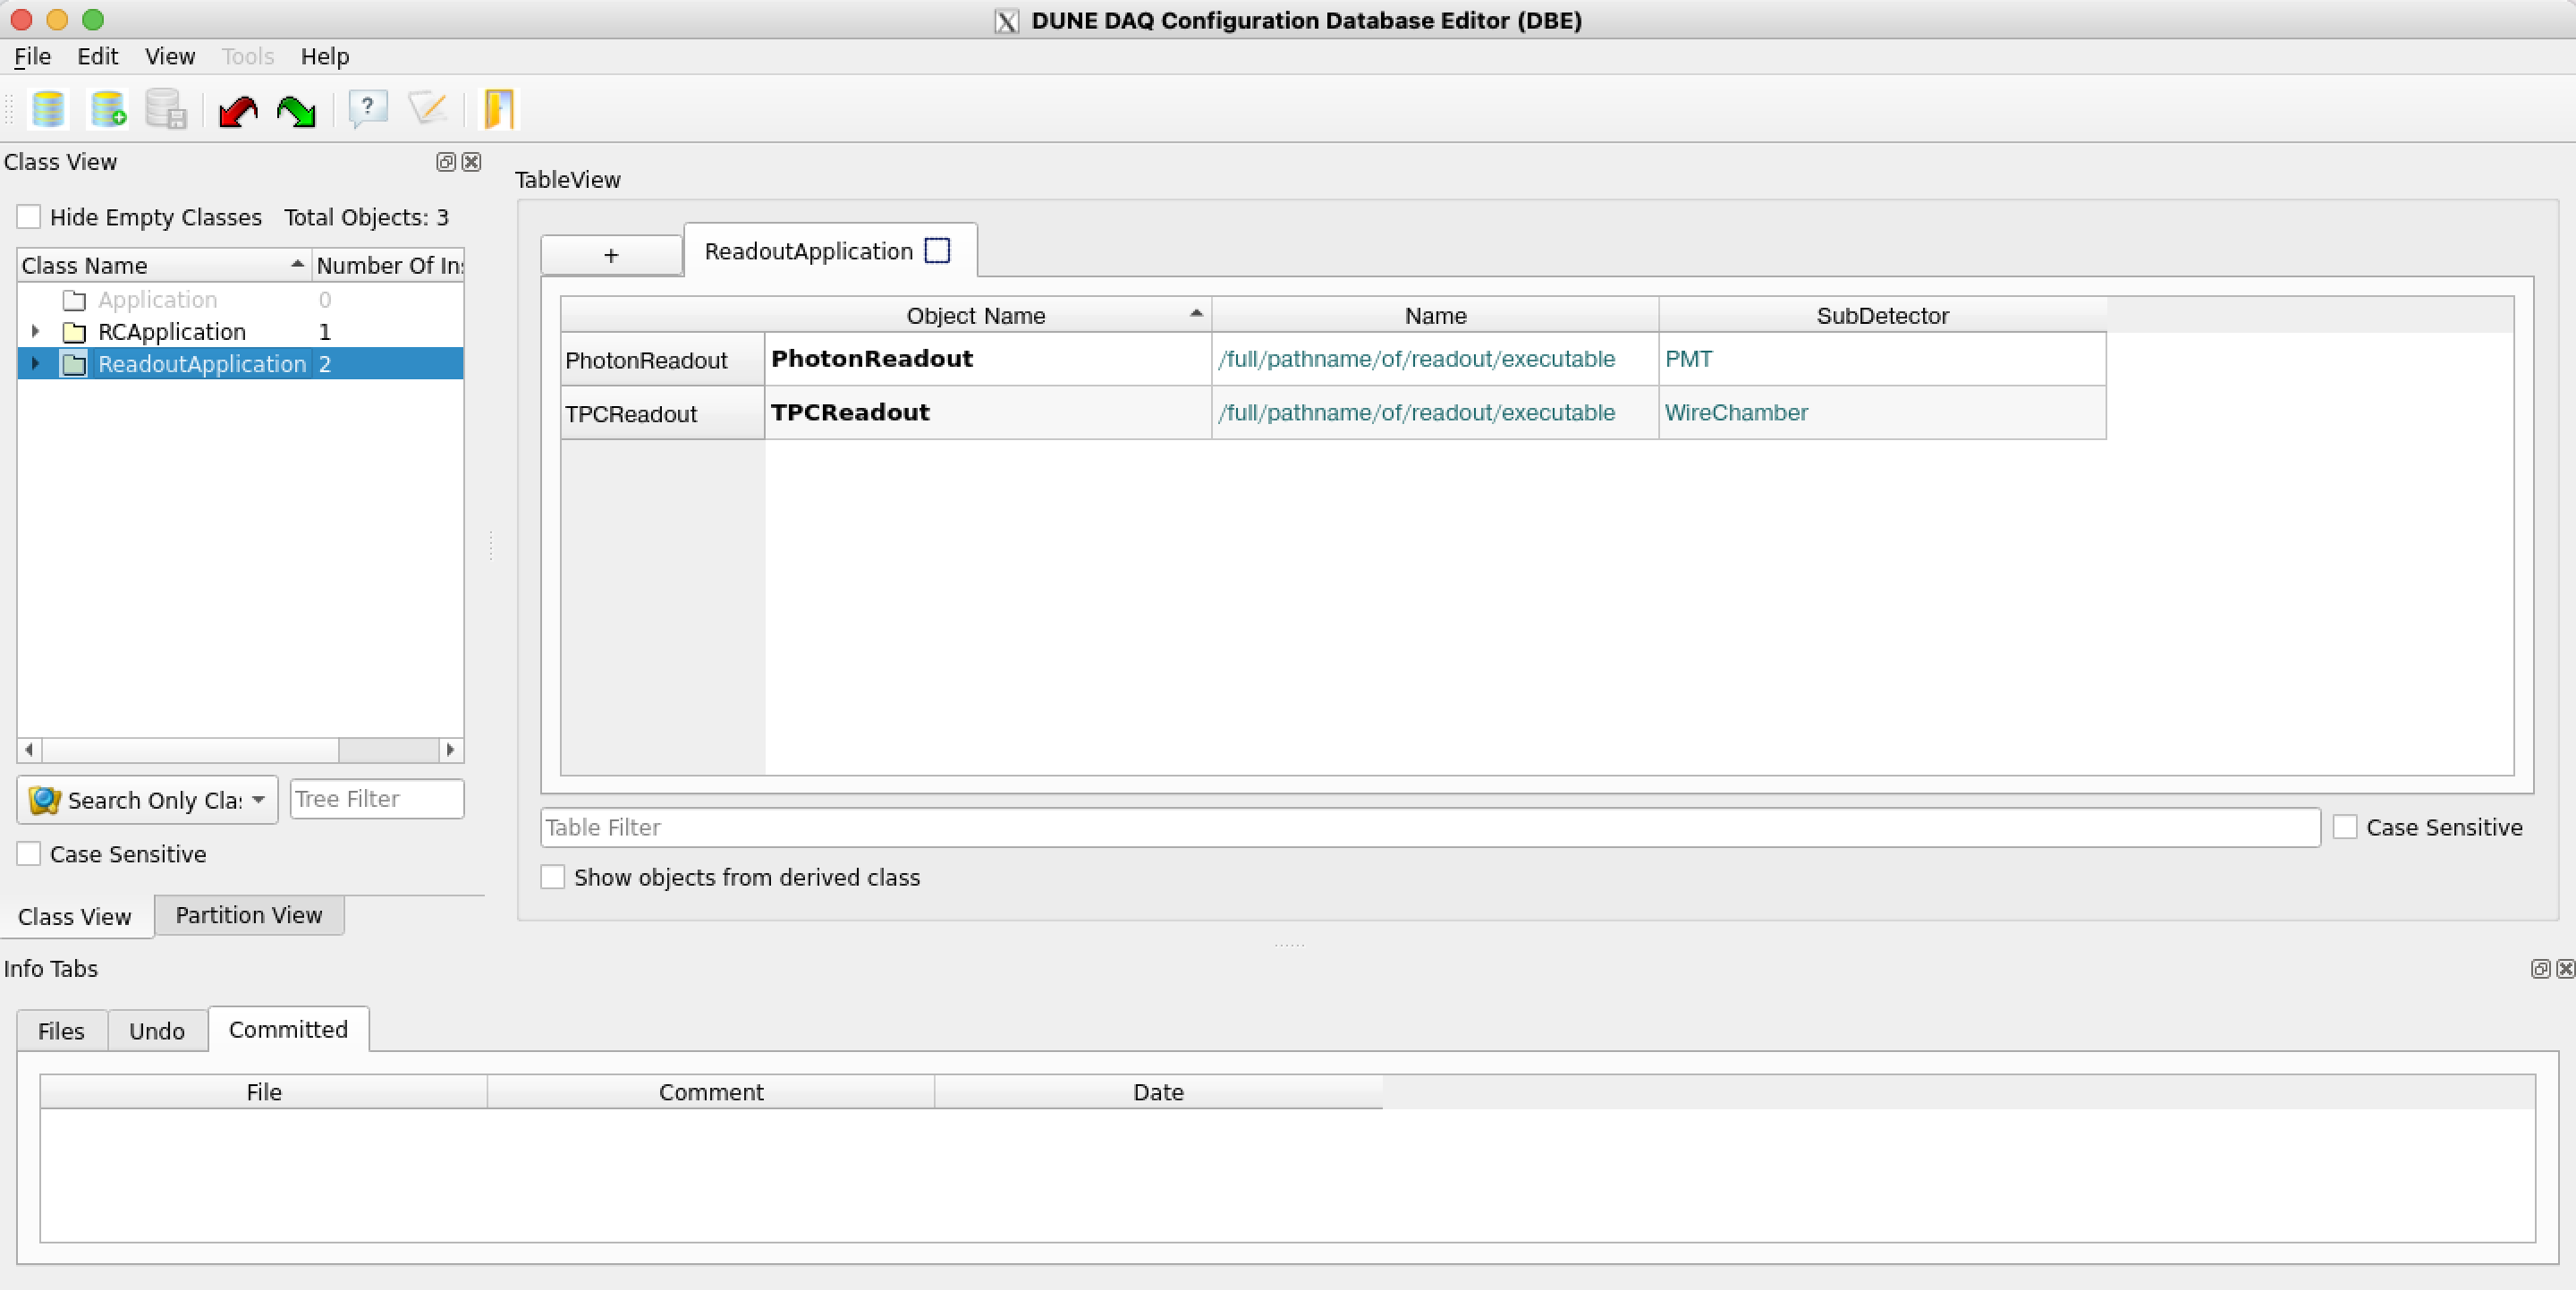 DUNE DAQ Configuration Database Editor (DBE)
File Edit View Tools Help
Class View
Hide Empty Classes Total Objects: 3
Class Name Number Of In
Application 0
RCApplication 1
ReadoutApplication 2
Search Only Cla Tree Filter
Case Sensitive
Class View Partition View
TableView
+ ReadoutApplication
Object Name Name SubDetector
PhotonReadout PhotonReadout /full/pathname/of/readout/executable PMT
TPCReadout TPCReadout /full/pathname/of/readout/executable WireChamber
Table Filter Case Sensitive
Show objects from derived class
Info Tabs
Files Undo Committed
File Comment Date